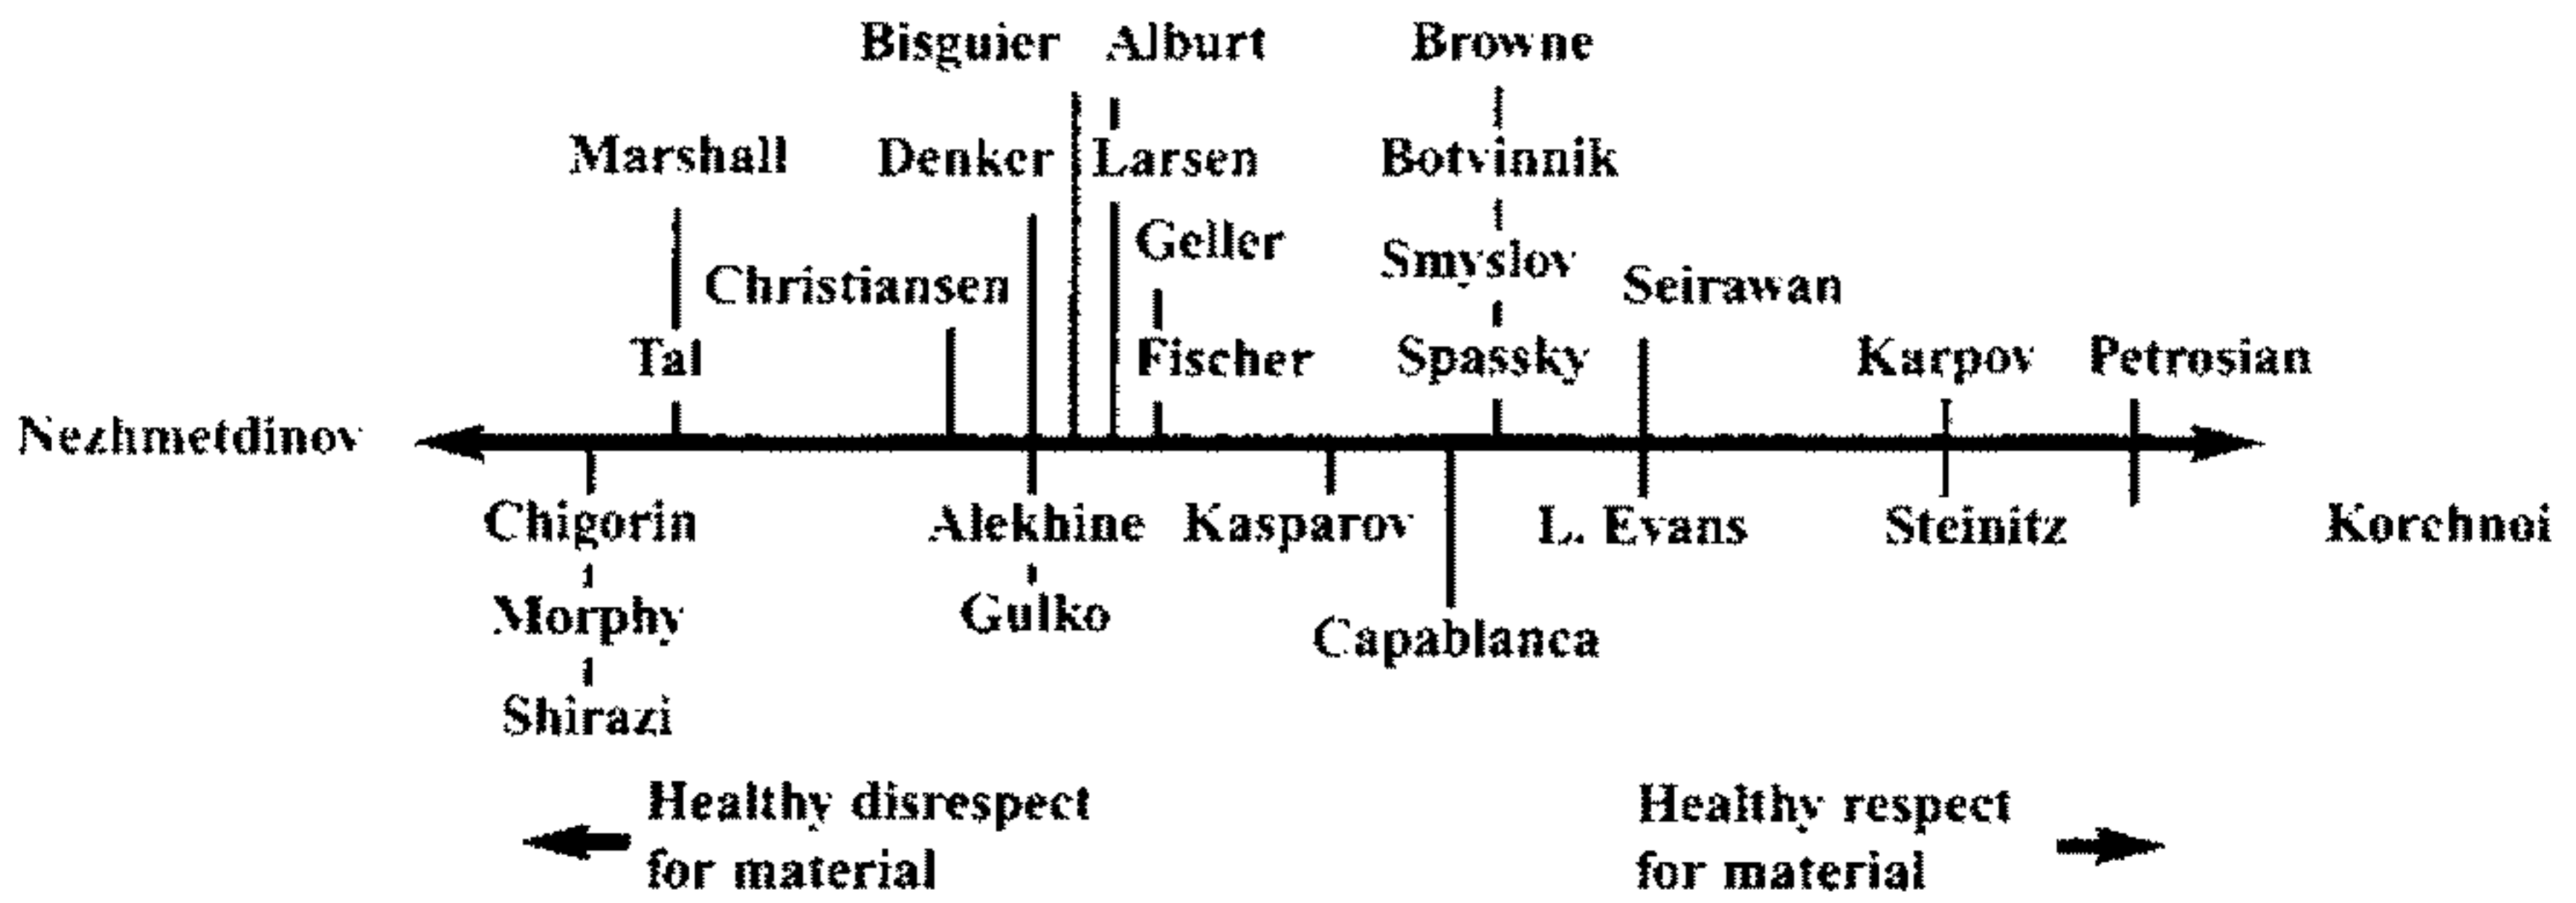 Bisguier Alburt Browne
Marshall Denker Larsen Botvinnik
Geller Smyslov
Christiansen Seirawan
Tal Fischer Spassky Karpov Petrosian
Nezhmetdinov
Chigorin Alekhine Kasparov L. Evans Steinitz Korchnoi
Morphy Gulko Capablanca
Shirazi
Healthy disrespect
for material
Healthy respect
for material